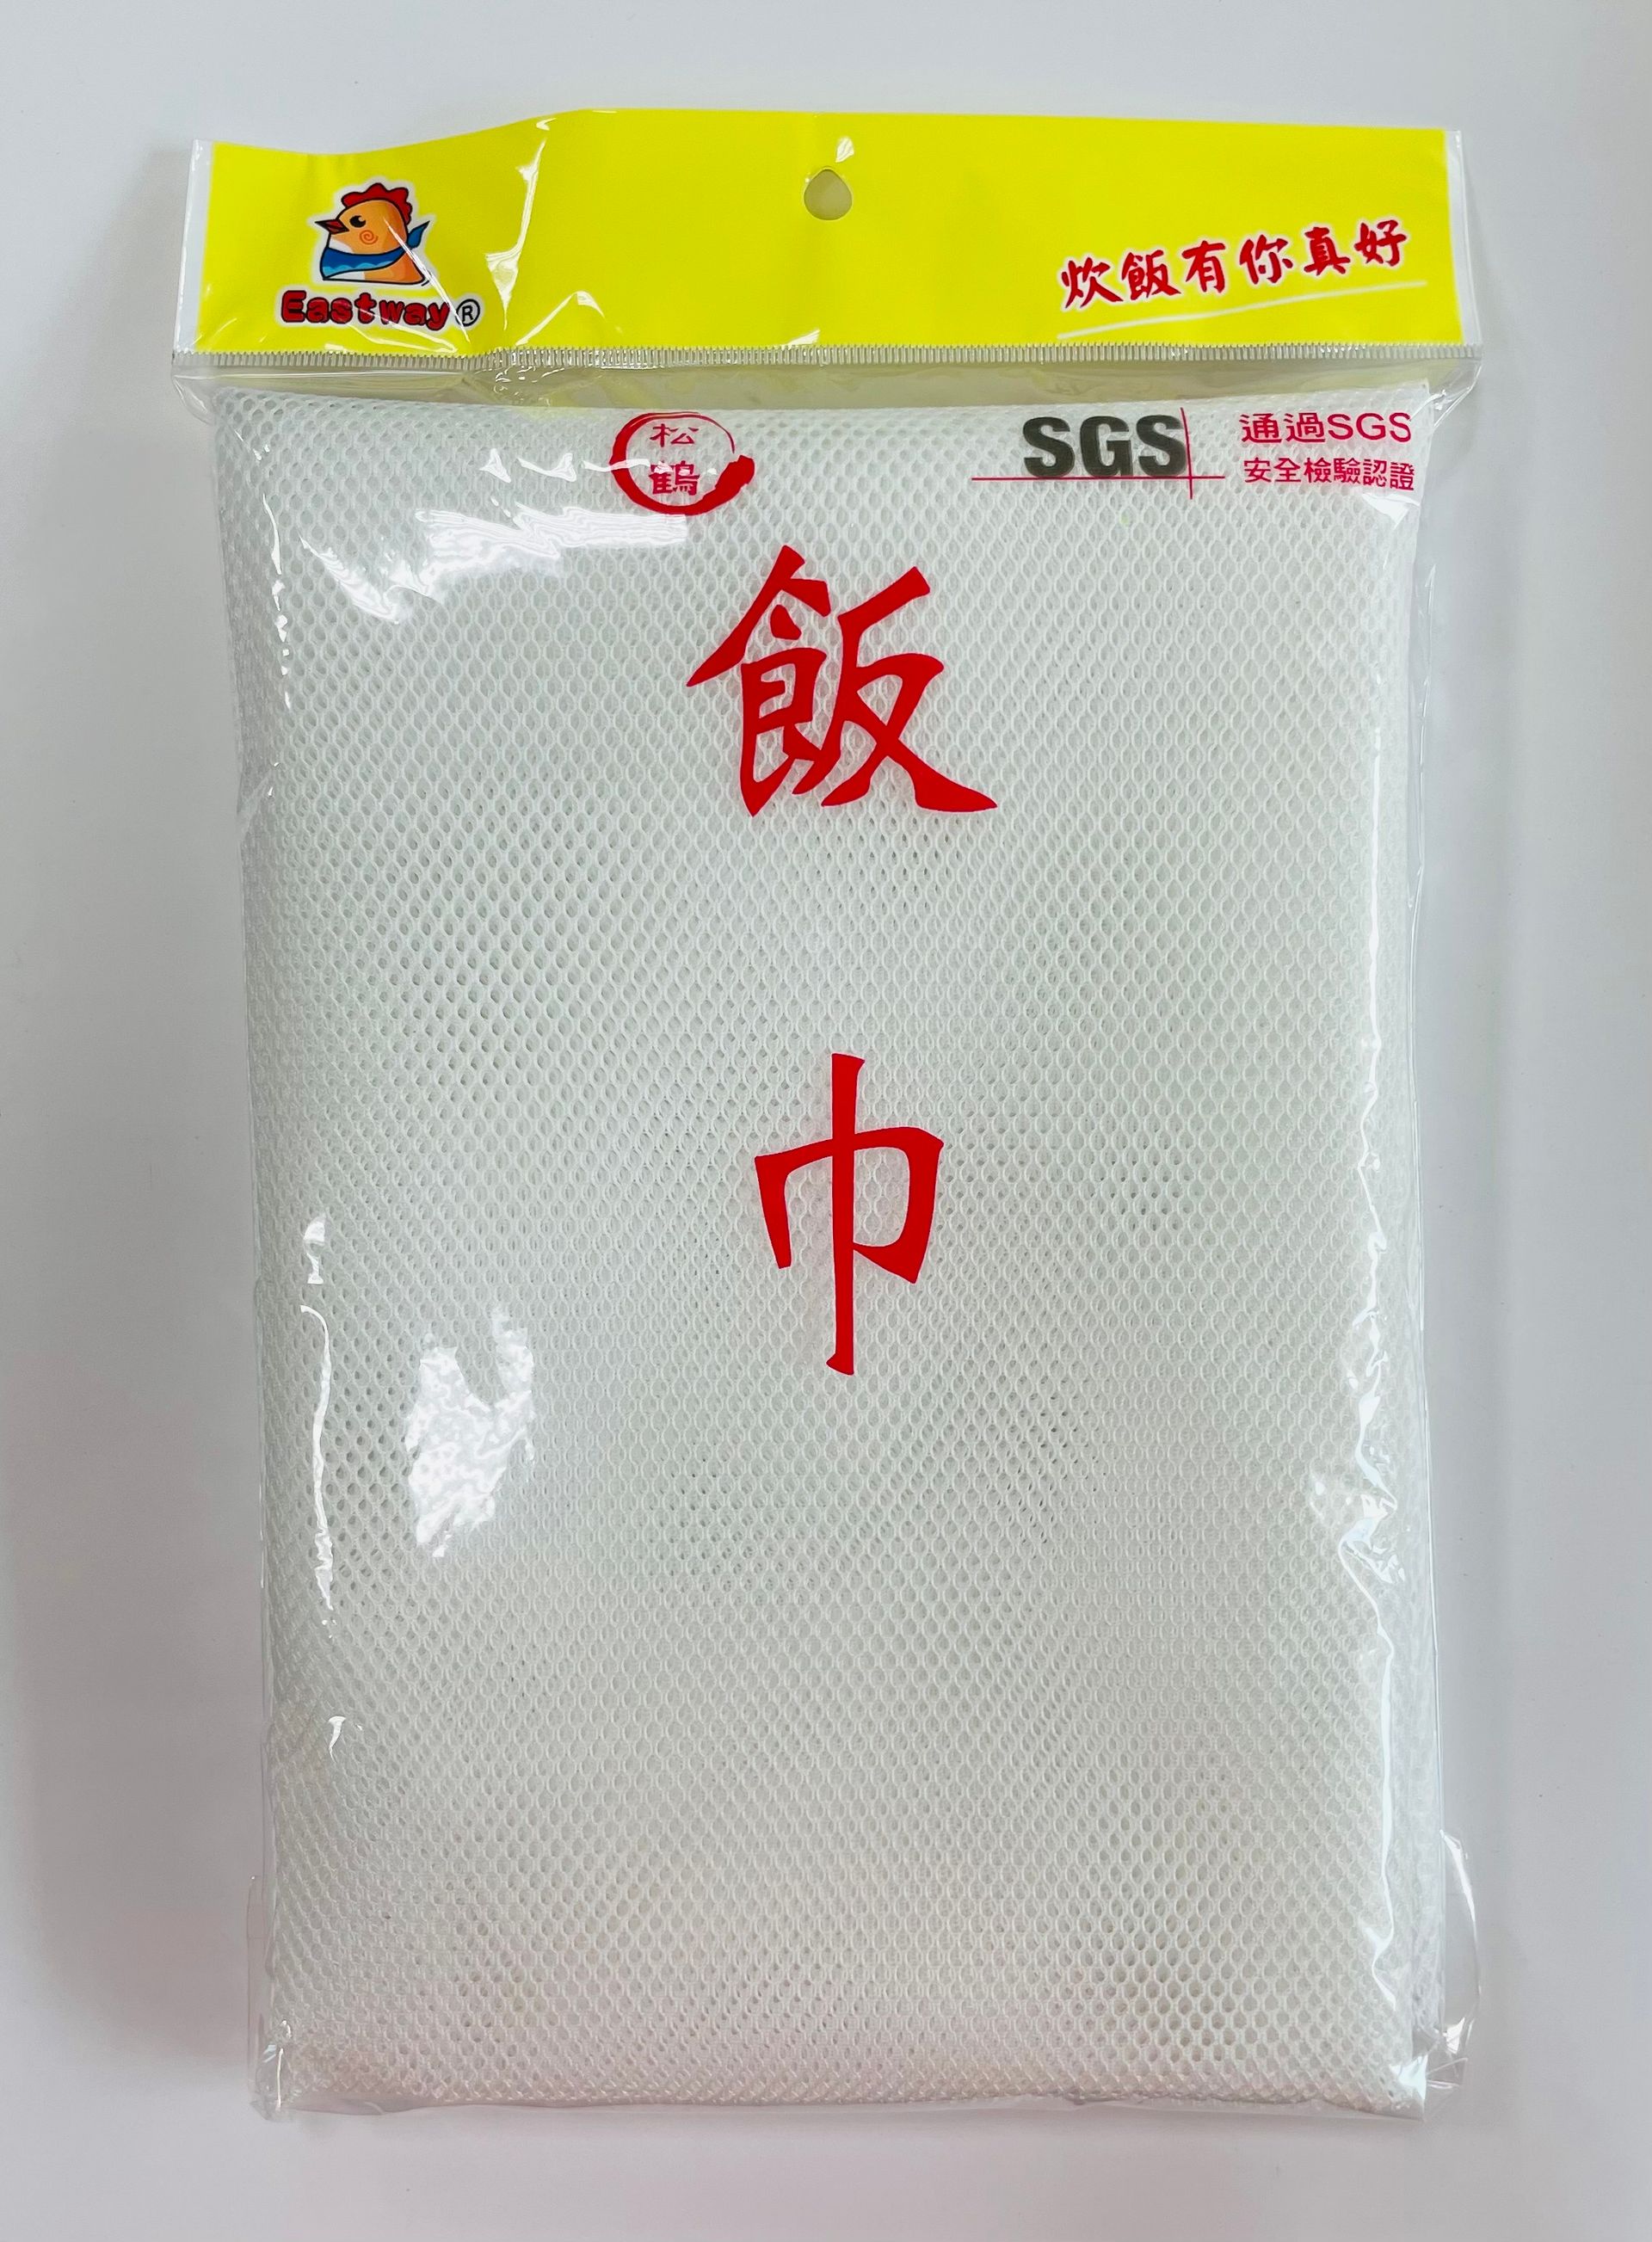 Eastway®
炊飯有你真好
松
鶴
SGS
通過SGS
安全檢驗認證
飯
巾